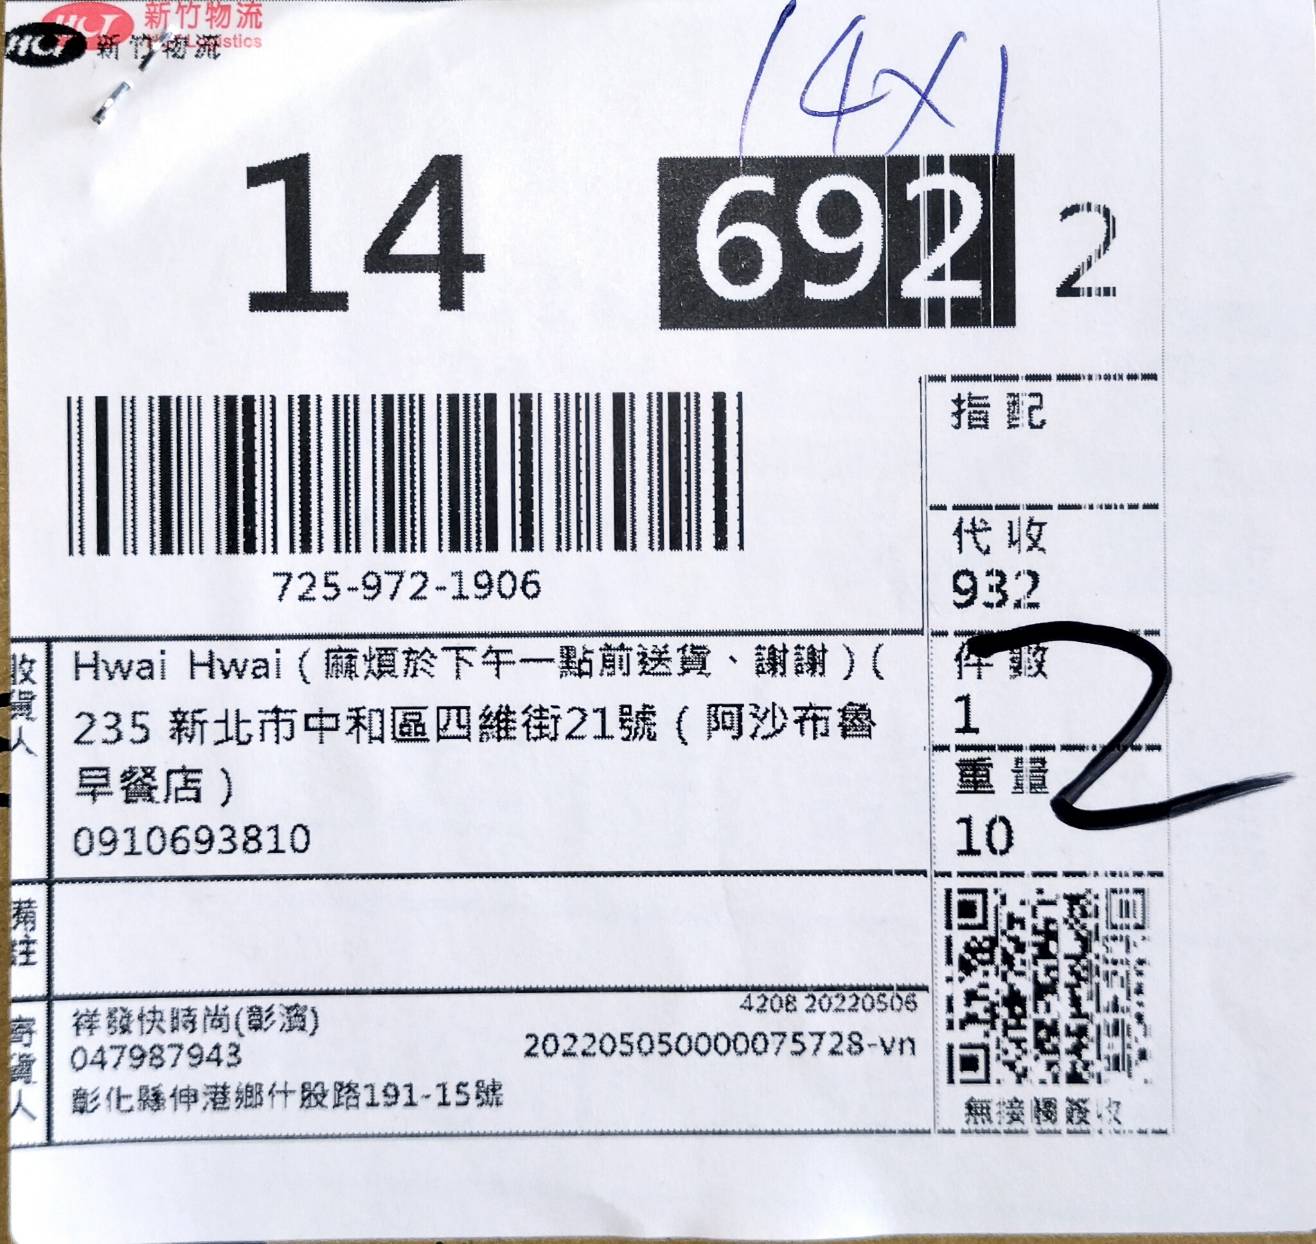 新竹物流
HCT Logistics
HCT 新竹物流
14X1
14 692 2
指配
代收
932
725-972-1906
件數
1
2
重量
10
收貨人
Hwai Hwai（麻煩於下午一點前送貨、謝謝）(
235 新北市中和區四維街21號（阿沙布魯
早餐店）
0910693810
備註
寄貨人
祥發快時尚(彰濱)
047987943
彰化縣伸港鄉什股路191-15號
4208 20220506
202205050000075728-vn
無接觸簽收